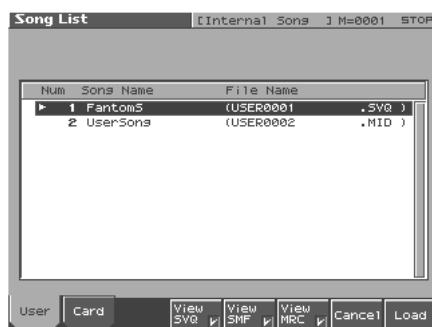 Song List [Internal Song ] M=0001 STOP
Num Song Name File Name
1 FantomS (USER0001 .SVQ )
2 UserSong (USER0002 .MID )
User Card View SVQ View SMF View MRC Cancel Load